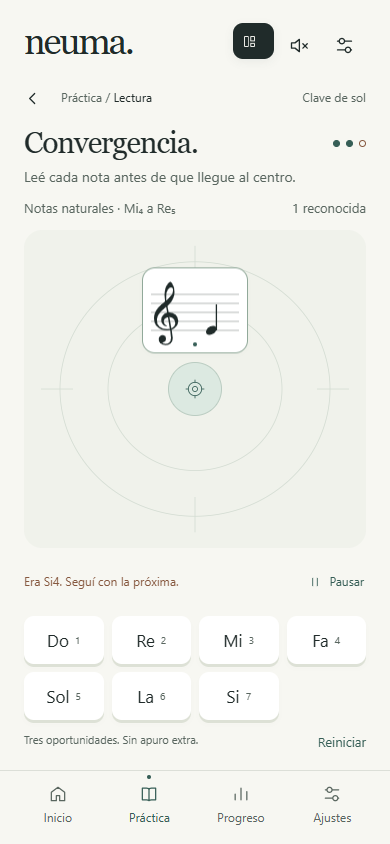 neuma.
Práctica / Lectura
Clave de sol
Convergencia.
Leé cada nota antes de que llegue al centro.
Notas naturales · Mi₄ a Re₅
1 reconocida
Era Si4. Seguí con la próxima.
Pausar
Do 1
Re 2
Mi 3
Fa 4
Sol 5
La 6
Si 7
Tres oportunidades. Sin apuro extra.
Reiniciar
Inicio
Práctica
Progreso
Ajustes